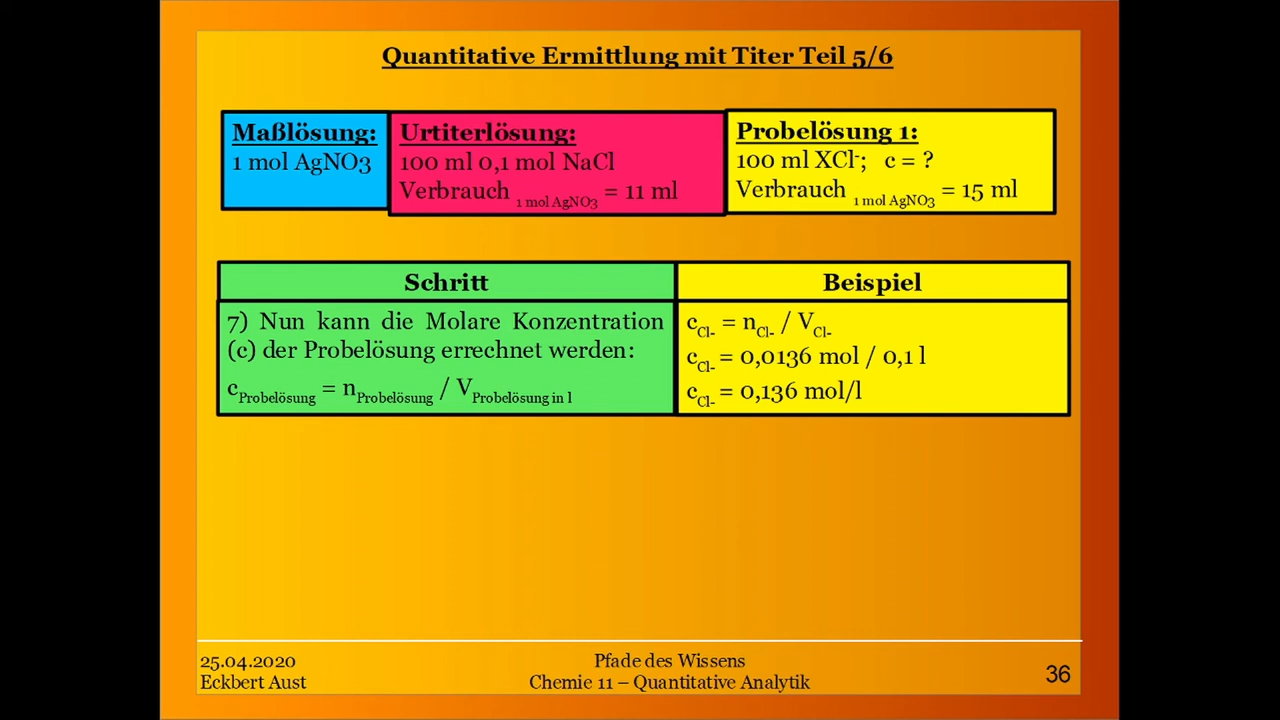 Quantitative Ermittlung mit Titer Teil 5/6
Maßlösung:
1 mol AgNO3
Urtiterlösung:
100 ml 0,1 mol NaCl
Verbrauch 1 mol AgNO3 = 11 ml
Probelösung 1:
100 ml XCl-; c = ?
Verbrauch 1 mol AgNO3 = 15 ml
Schritt
7) Nun kann die Molare Konzentration
(c) der Probelösung errechnet werden:
cProbelösung = nProbelösung / VProbelösung in l
Beispiel
cCl- = nCl- / VCl-
cCl- = 0,0136 mol / 0,1 l
cCl- = 0,136 mol/l
25.04.2020
Eckbert Aust
Pfade des Wissens
Chemie 11 – Quantitative Analytik
36